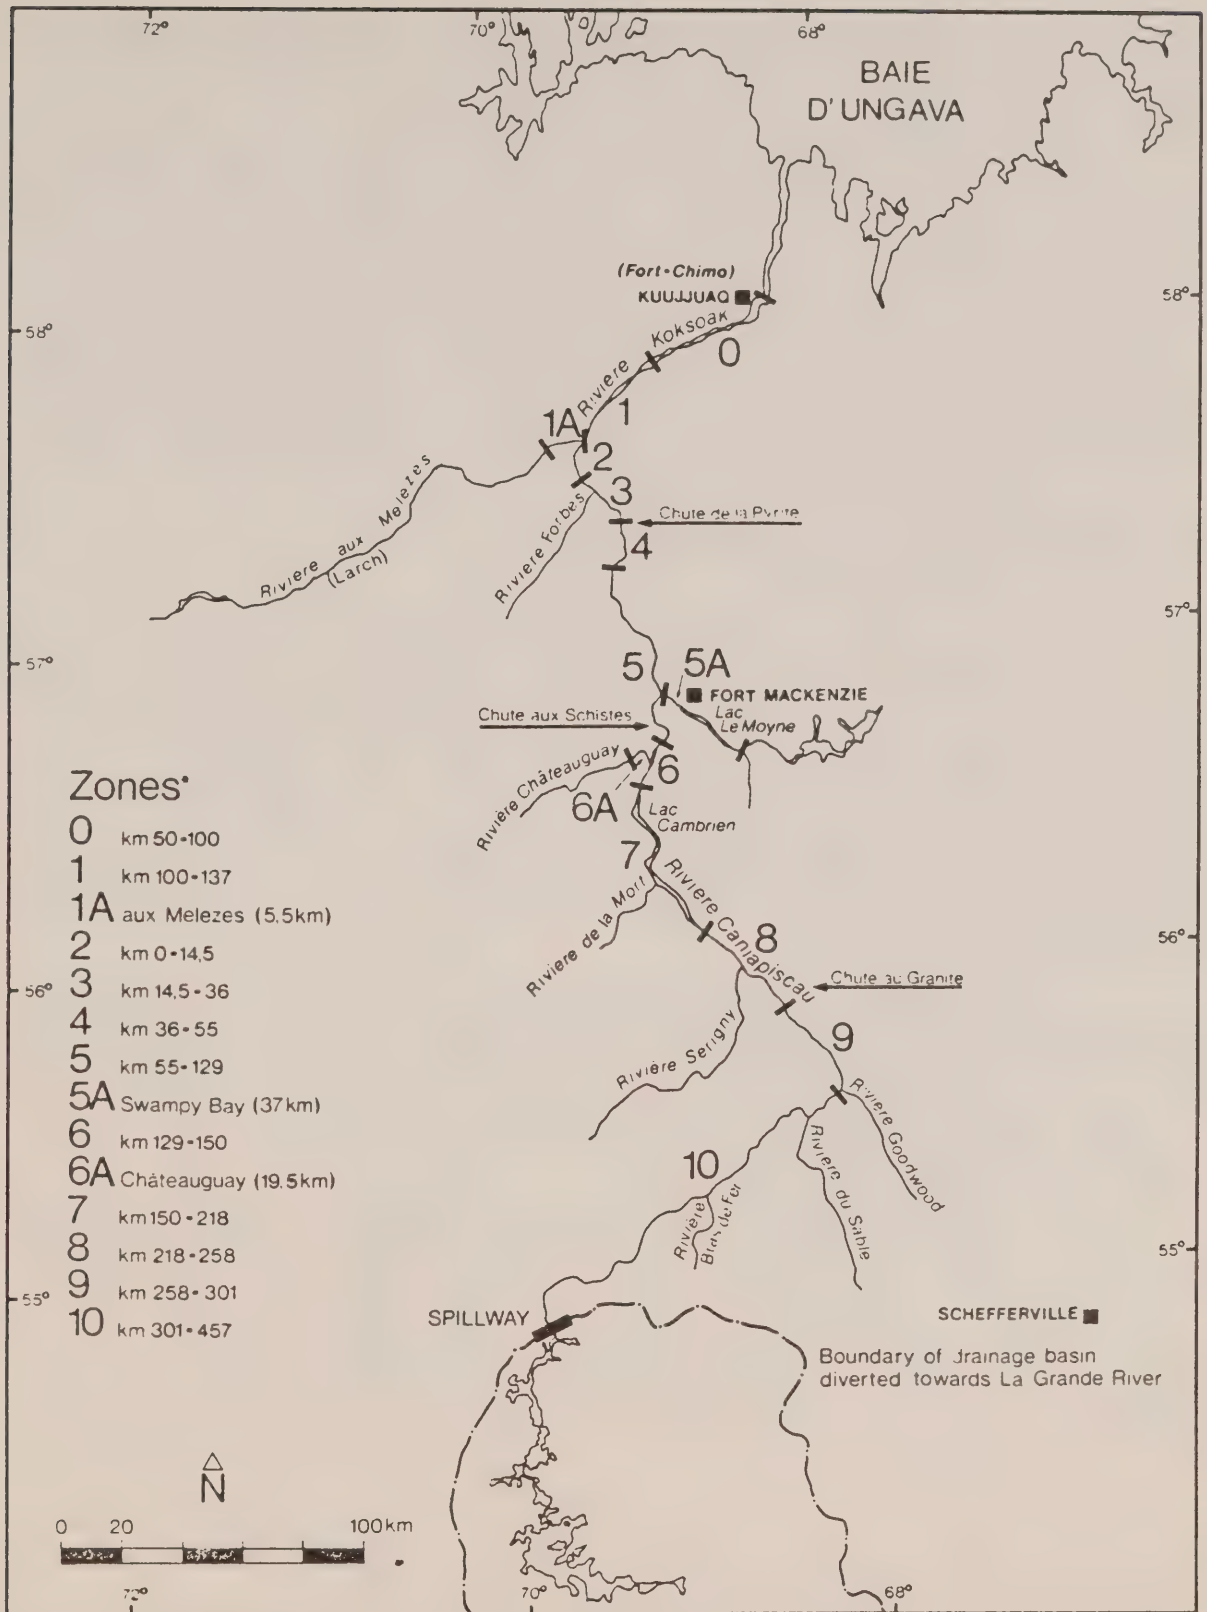 72°
70°
68°
BAIE
D'UNGAVA
(Fort-Chimo)
KUUJJUAQ
58°
58°
Rivière Koksoak
0
1
1A
2
3
Chute de la Pyrite
4
Rivière aux Melezes
(Larch)
Riviere Forbes
57°
57°
5
5A
FORT MACKENZIE
Chute aux Schistes
Lac
Le Moyne
Rivière Châteauguay
6
6A
Lac
Cambrien
7
Rivière de la Mort
Rivière Caniapiscau
8
56°
Chute au Granite
56°
Rivière Serigny
9
Rivière Goodwood
10
Rivière du Sable
Rivière
Bras de Fer
55°
55°
SPILLWAY
SCHEFFERVILLE
Boundary of drainage basin
diverted towards La Grande River
Zones*
0 km 50-100
1 km 100-137
1A aux Melezes (5.5km)
2 km 0-14,5
3 km 14,5-36
4 km 36-55
5 km 55-129
5A Swampy Bay (37km)
6 km 129-150
6A Châteauguay (19.5km)
7 km 150-218
8 km 218-258
9 km 258-301
10 km 301-457
N
0 20 100km
72°
70°
68°